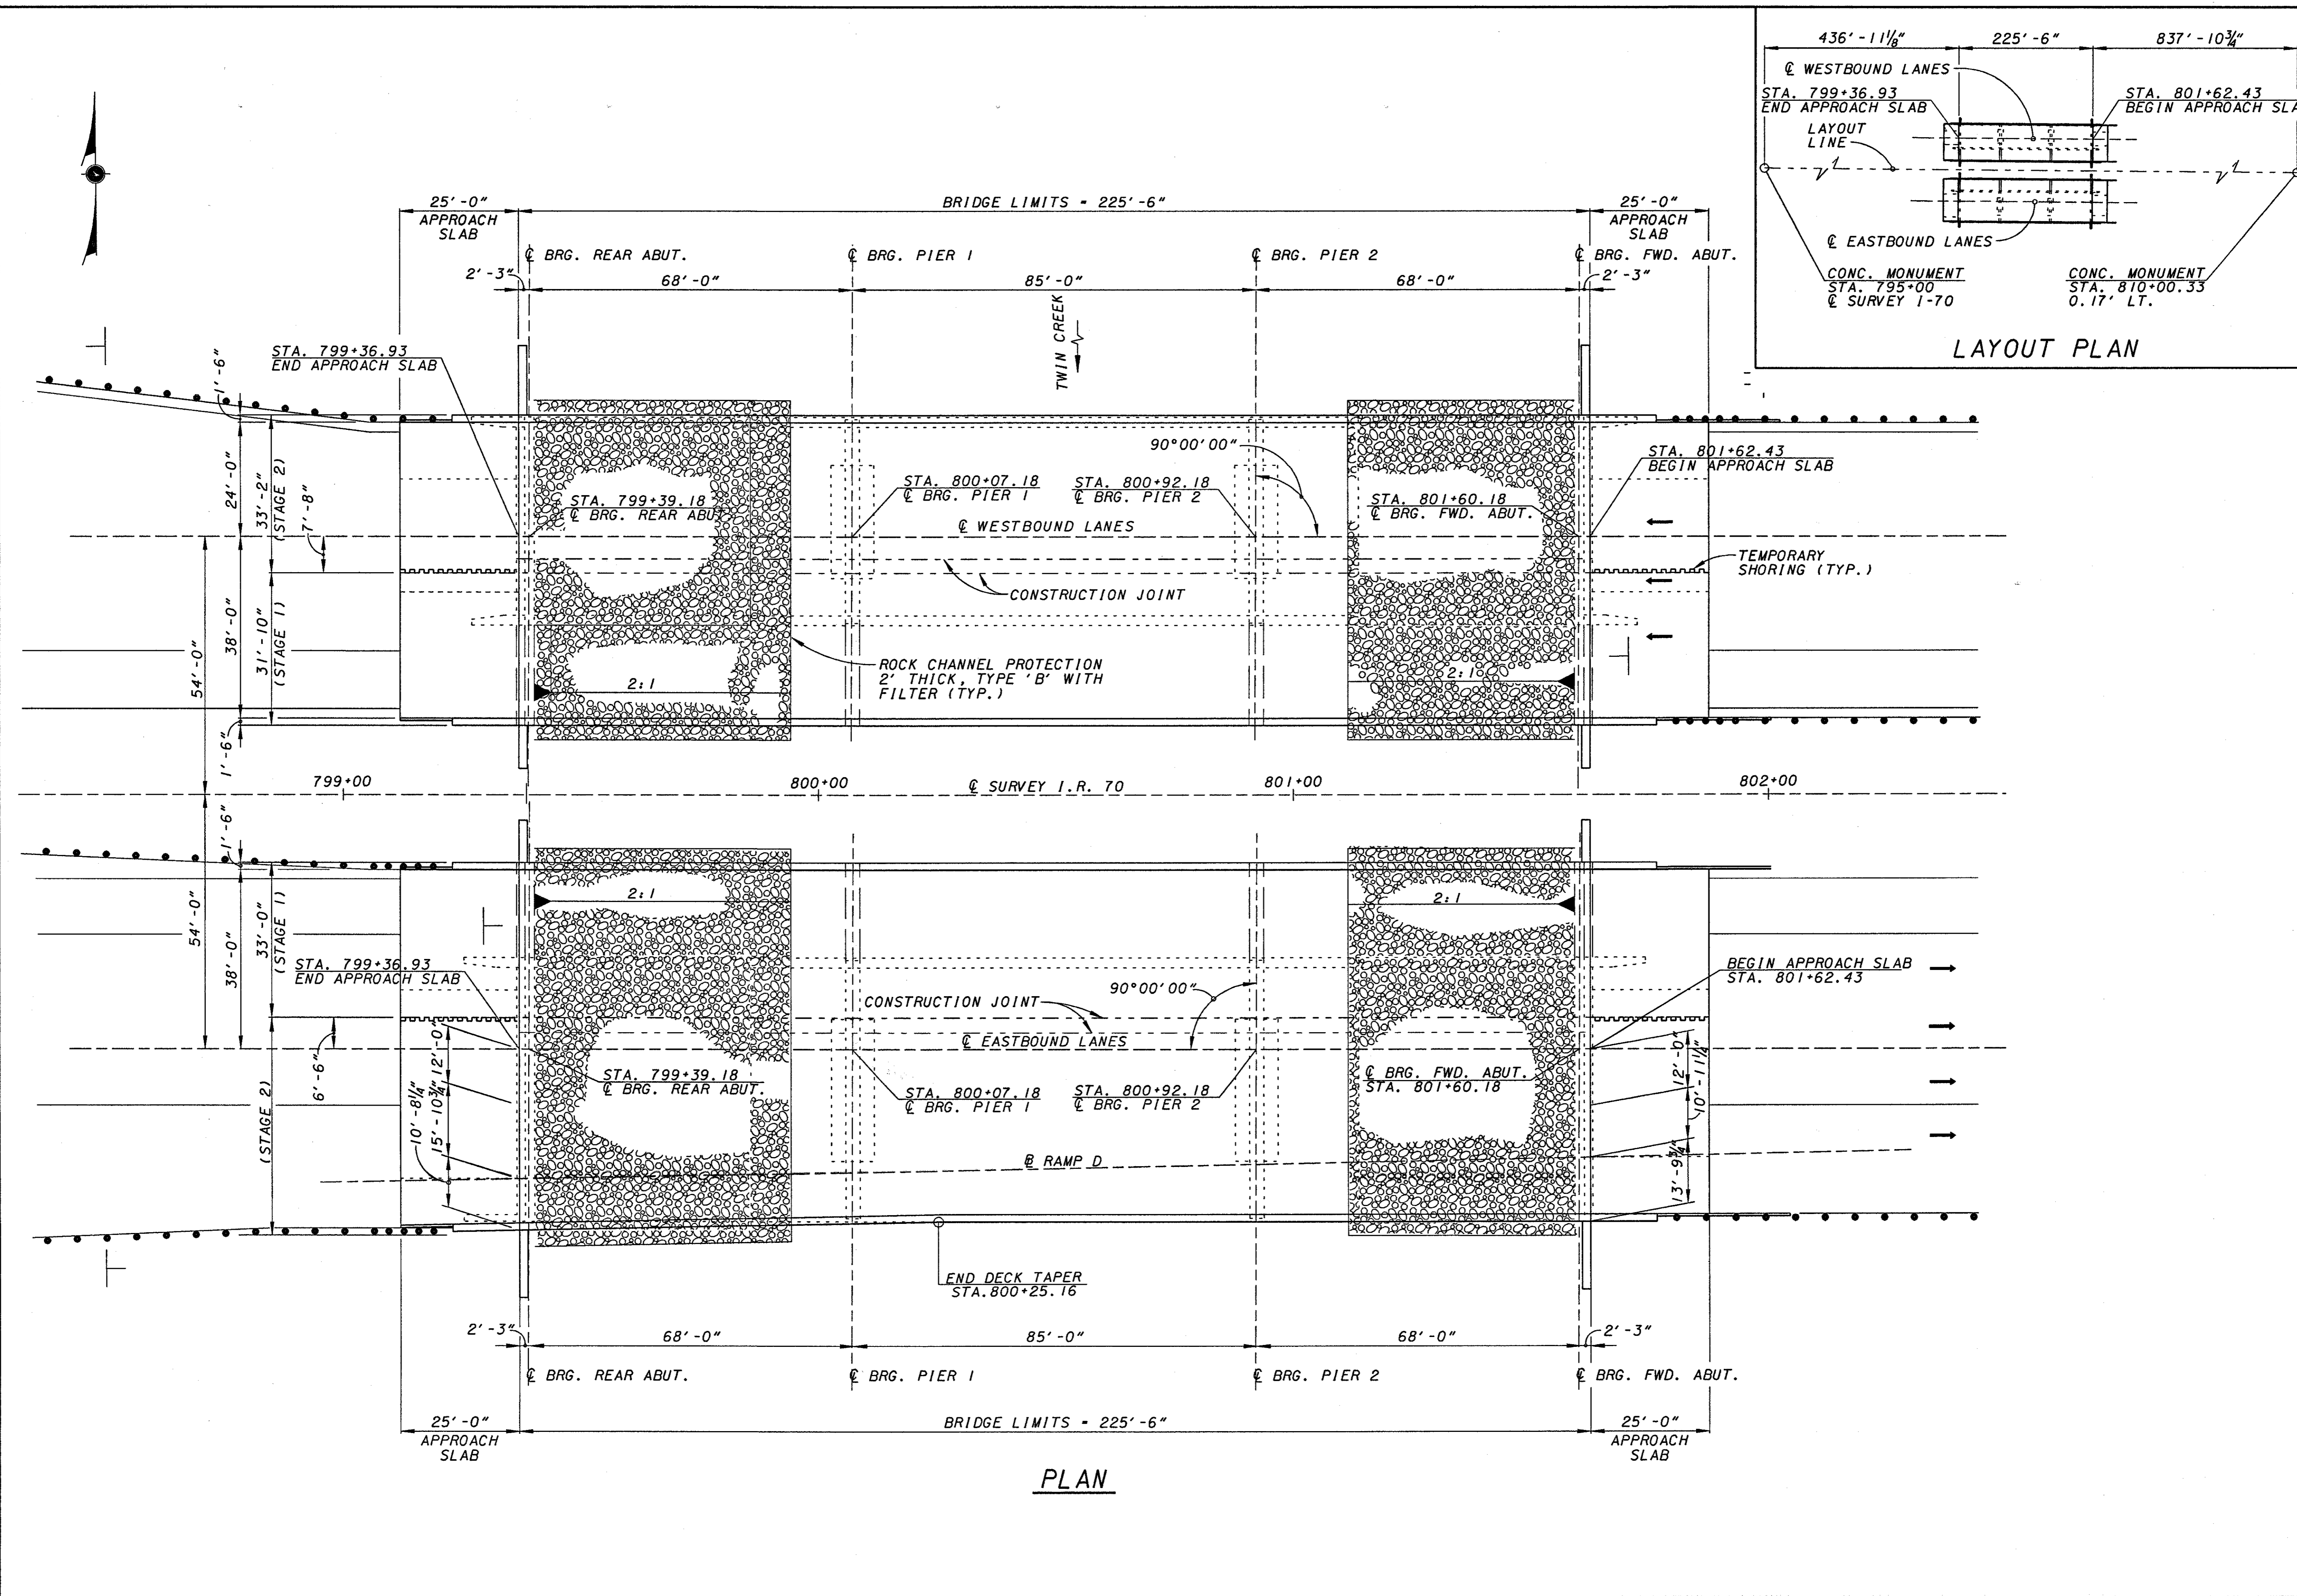 436'-11 1/8"
225'-6"
837'-10 3/4"
℄ WESTBOUND LANES
STA. 799+36.93
END APPROACH SLAB
STA. 801+62.43
BEGIN APPROACH SLA
LAYOUT
LINE
℄ EASTBOUND LANES
CONC. MONUMENT
STA. 795+00
℄ SURVEY I-70
CONC. MONUMENT
STA. 810+00.33
0.17' LT.
LAYOUT PLAN
25'-0"
APPROACH
SLAB
BRIDGE LIMITS = 225'-6"
25'-0"
APPROACH
SLAB
℄ BRG. REAR ABUT.
℄ BRG. PIER 1
℄ BRG. PIER 2
℄ BRG. FWD. ABUT.
2'-3"
68'-0"
85'-0"
68'-0"
2'-3"
TWIN CREEK
STA. 799+36.93
END APPROACH SLAB
1'-6"
24'-0"
33'-2"
(STAGE 2)
7'-8"
90°00'00"
STA. 801+62.43
BEGIN APPROACH SLAB
STA. 799+39.18
℄ BRG. REAR ABUT
STA. 800+07.18
℄ BRG. PIER 1
STA. 800+92.18
℄ BRG. PIER 2
STA. 801+60.18
℄ BRG. FWD. ABUT.
℄ WESTBOUND LANES
TEMPORARY
SHORING (TYP.)
CONSTRUCTION JOINT
54'-0"
38'-0"
31'-10"
(STAGE 1)
ROCK CHANNEL PROTECTION
2' THICK, TYPE 'B' WITH
FILTER (TYP.)
2:1
2:1
1'-6"
799+00
800+00
℄ SURVEY I.R. 70
801+00
802+00
1'-6"
54'-0"
38'-0"
33'-0"
(STAGE 1)
2:1
2:1
STA. 799+36.93
END APPROACH SLAB
BEGIN APPROACH SLAB
STA. 801+62.43
90°00'00"
CONSTRUCTION JOINT
℄ EASTBOUND LANES
6'-6"
(STAGE 2)
12'-0"
15'-10 3/4"
10'-8 1/4"
STA. 799+39.18
℄ BRG. REAR ABUT.
STA. 800+07.18
℄ BRG. PIER 1
STA. 800+92.18
℄ BRG. PIER 2
℄ BRG. FWD. ABUT.
STA. 801+60.18
12'-0"
10'-11 1/4"
13'-9 3/4"
RAMP D
END DECK TAPER
STA.800+25.16
2'-3"
68'-0"
85'-0"
68'-0"
2'-3"
℄ BRG. REAR ABUT.
℄ BRG. PIER 1
℄ BRG. PIER 2
℄ BRG. FWD. ABUT.
25'-0"
APPROACH
SLAB
BRIDGE LIMITS = 225'-6"
25'-0"
APPROACH
SLAB
PLAN